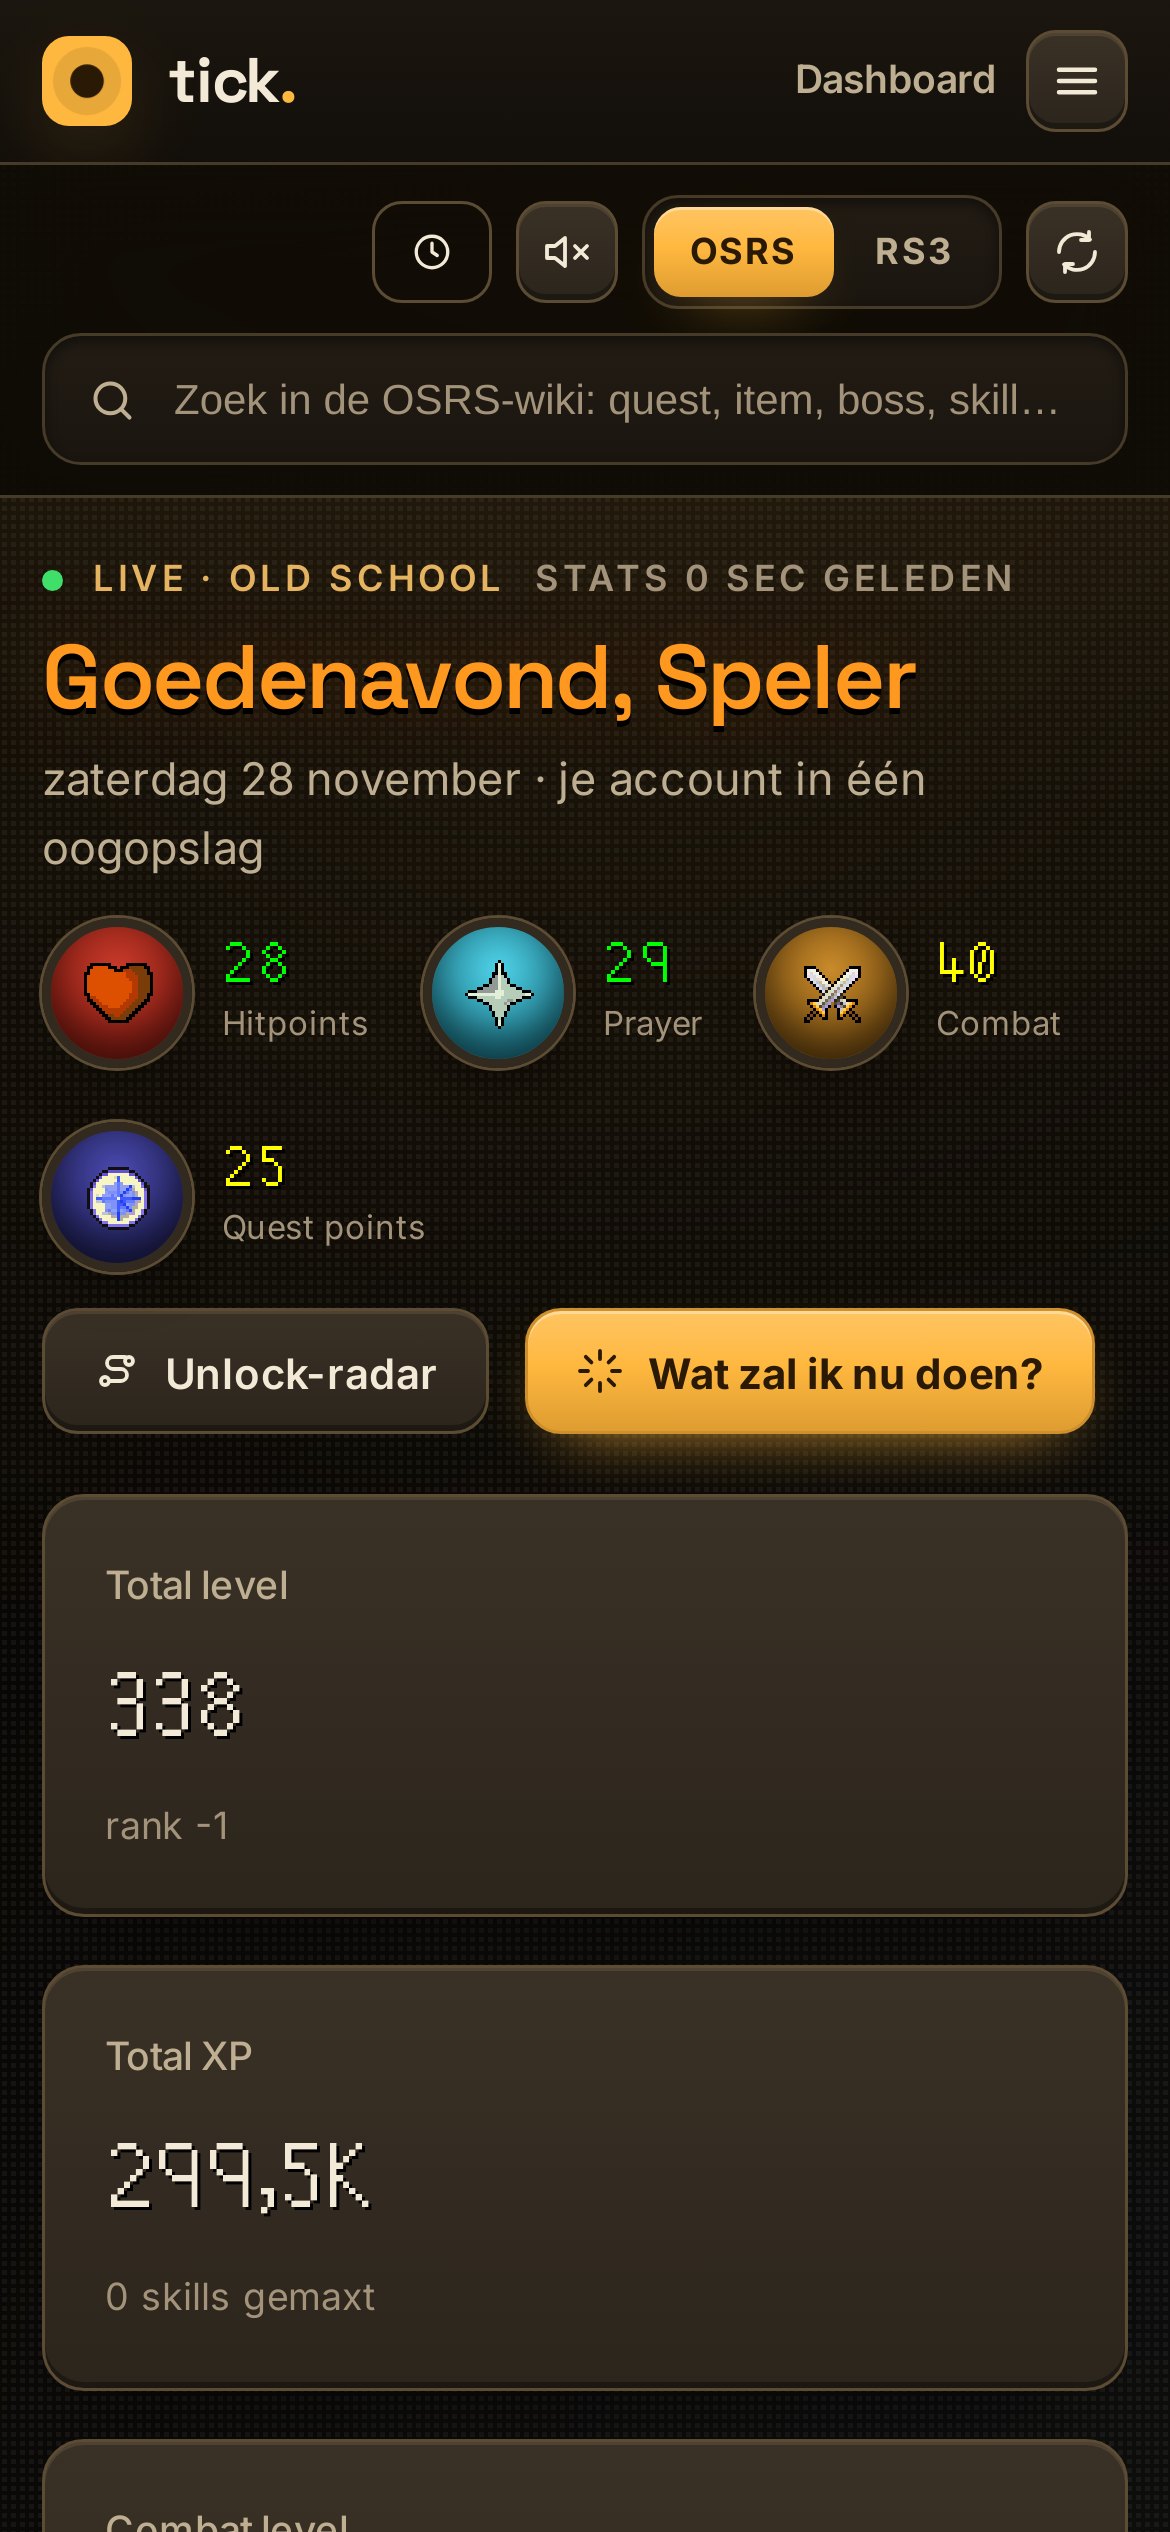 tick.
Dashboard
OSRS RS3
Zoek in de OSRS-wiki: quest, item, boss, skill…
LIVE · OLD SCHOOL STATS 0 SEC GELEDEN
Goedenavond, Speler
zaterdag 28 november · je account in één
oogopslag
28
Hitpoints
29
Prayer
40
Combat
25
Quest points
Unlock-radar
Wat zal ik nu doen?
Total level
338
rank -1
Total XP
299,5K
0 skills gemaxt
Combat level